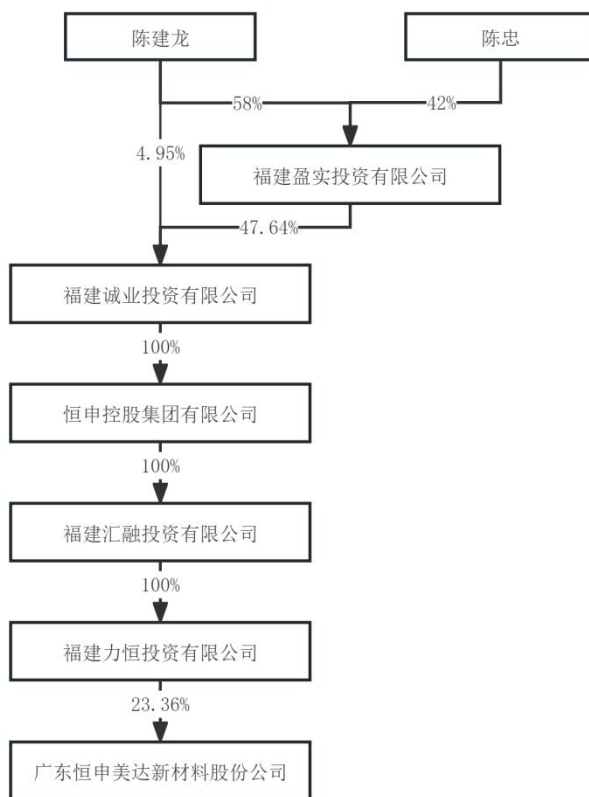 陈建龙
陈忠
58%
42%
4.95%
福建盈实投资有限公司
47.64%
福建诚业投资有限公司
100%
恒申控股集团有限公司
100%
福建汇融投资有限公司
100%
福建力恒投资有限公司
23.36%
广东恒申美达新材料股份公司